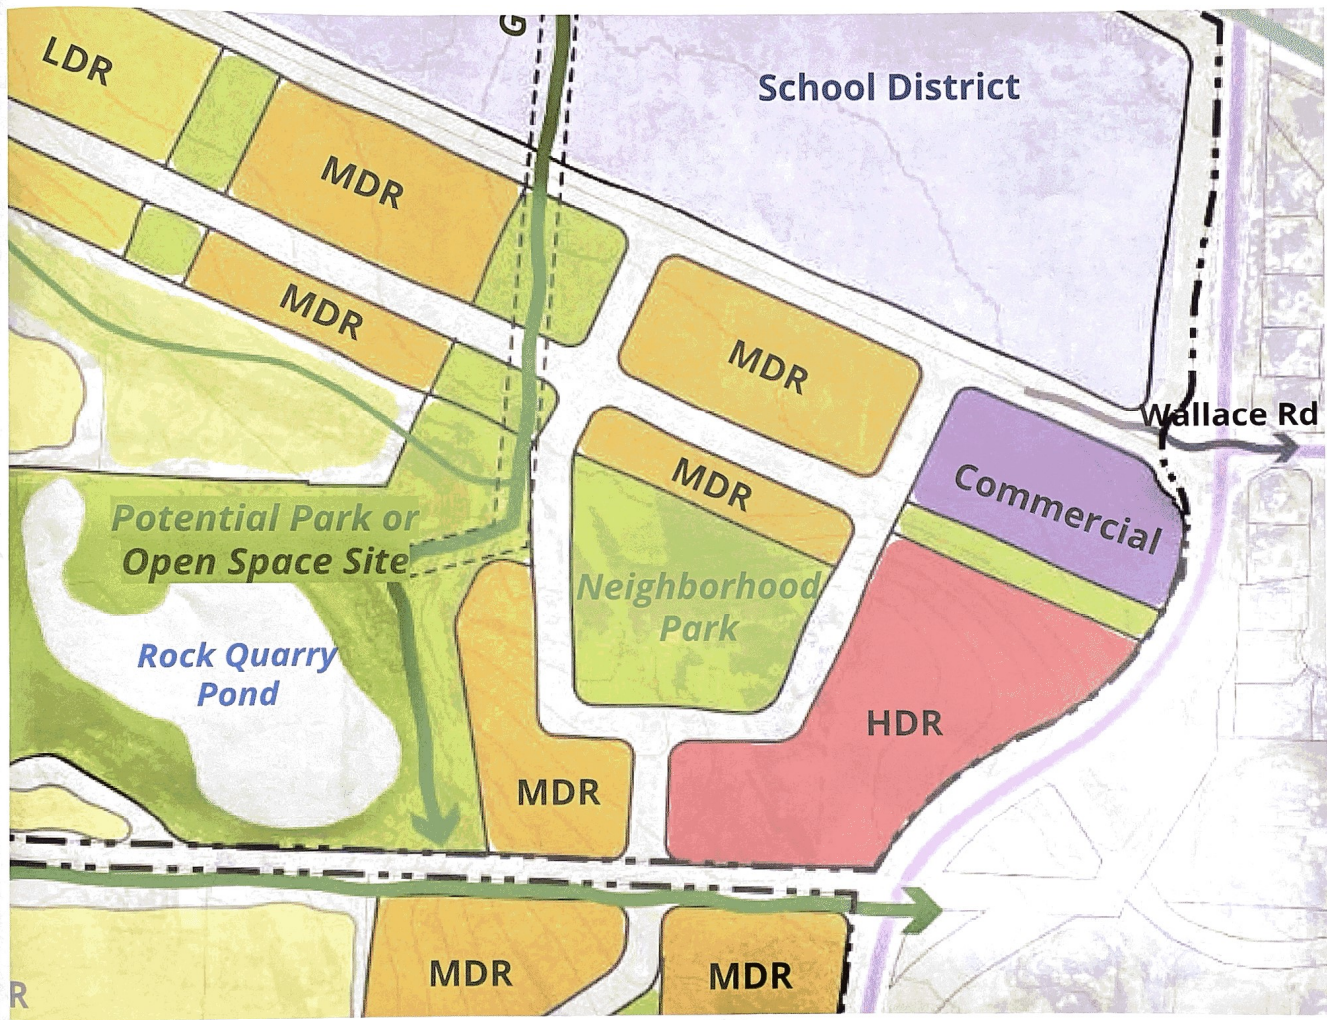 G
LDR
School District
MDR
MDR
MDR
Wallace Rd
MDR
Commercial
Potential Park or
Open Space Site
Neighborhood
Park
Rock Quarry
Pond
HDR
MDR
MDR
MDR
R